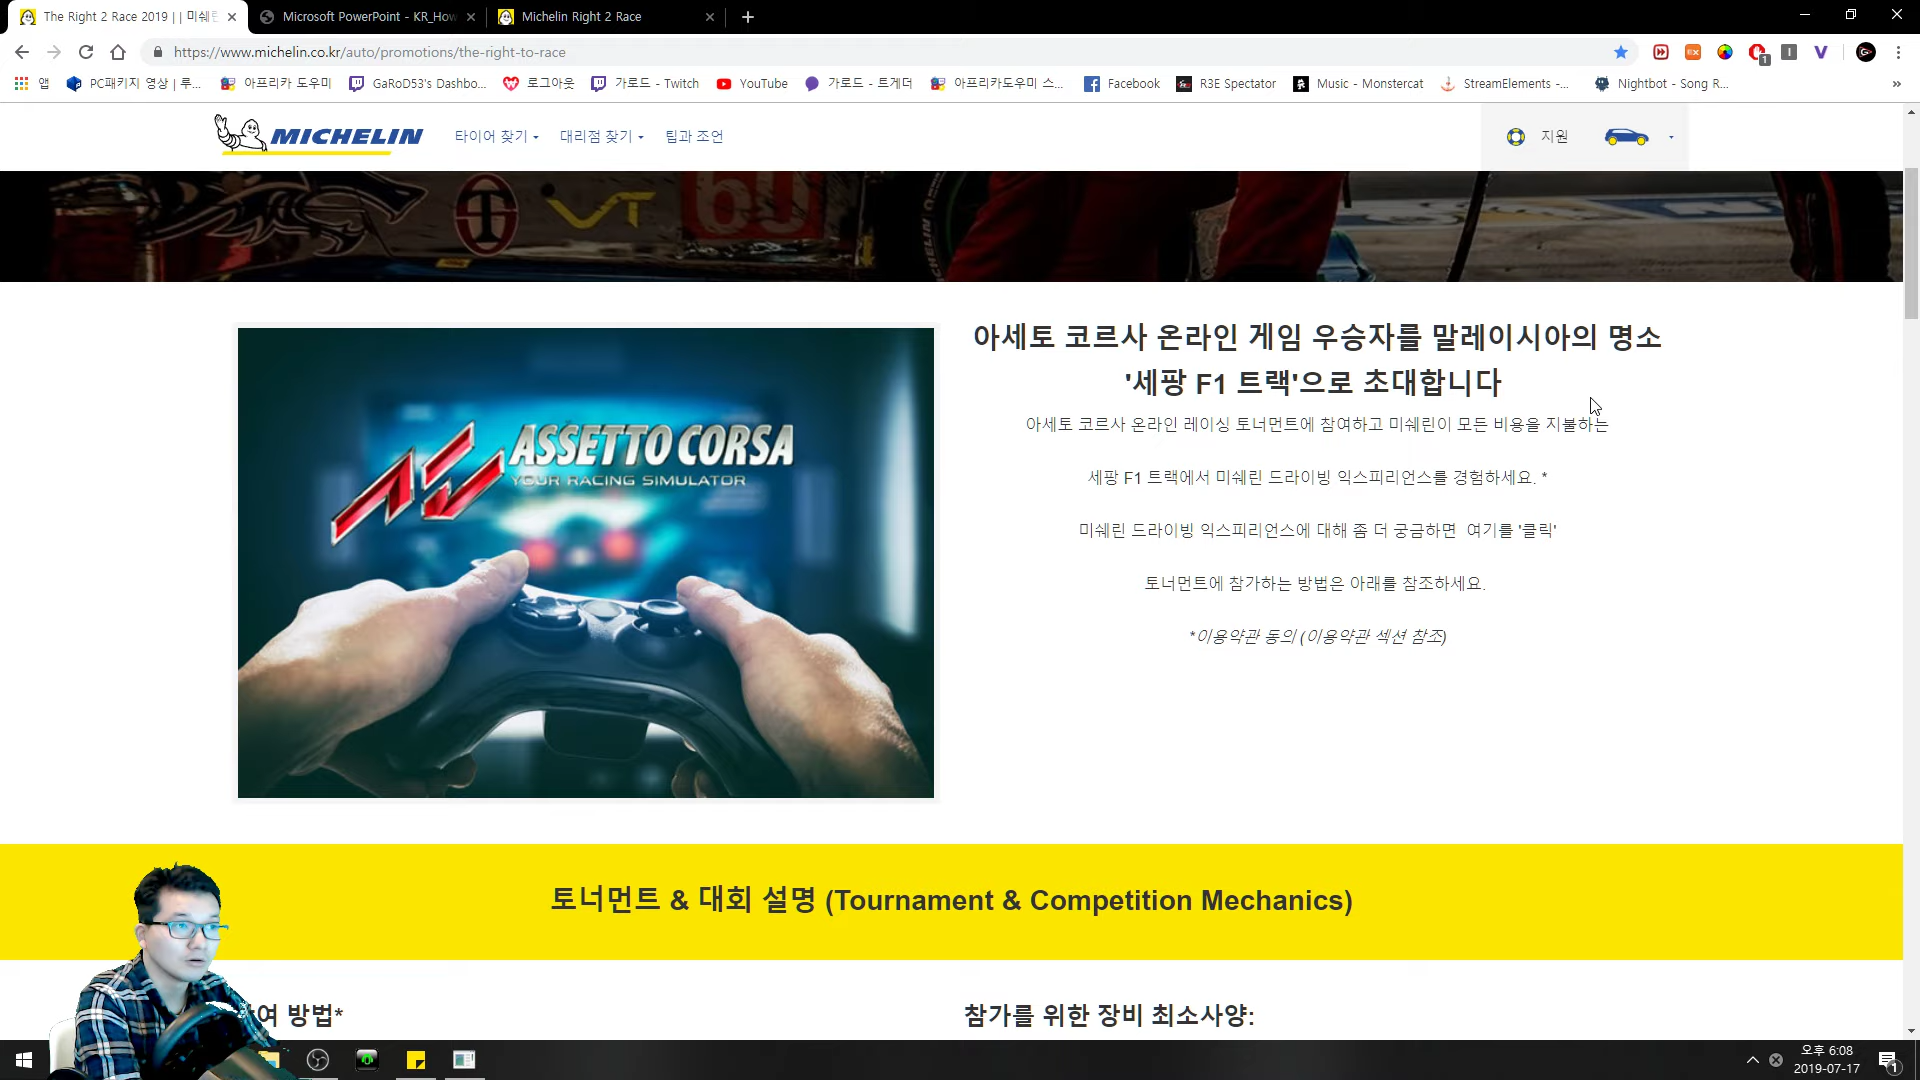 The Right 2 Race 2019 | | 미쉐린
Microsoft PowerPoint - KR_How
Michelin Right 2 Race
https://www.michelin.co.kr/auto/promotions/the-right-to-race
앱
PC패키지 영상 | 루...
아프리카 도우미
GaRoD53's Dashbo...
로그아웃
가로드 - Twitch
YouTube
가로드 - 트게더
아프리카도우미 스...
Facebook
R3E Spectator
Music - Monstercat
StreamElements -...
Nightbot - Song R...
MICHELIN
타이어 찾기
대리점 찾기
팁과 조언
지원
VT
60
아세토 코르사 온라인 게임 우승자를 말레이시아의 명소
'세팡 F1 트랙'으로 초대합니다
아세토 코르사 온라인 레이싱 토너먼트에 참여하고 미쉐린이 모든 비용을 지불하는
세팡 F1 트랙에서 미쉐린 드라이빙 익스피리언스를 경험하세요. *
미쉐린 드라이빙 익스피리언스에 대해 좀 더 궁금하면 여기를 '클릭'
토너먼트에 참가하는 방법은 아래를 참조하세요.
*이용약관 동의 (이용약관 섹션 참조)
ASSETTO CORSA
YOUR RACING SIMULATOR
토너먼트 & 대회 설명 (Tournament & Competition Mechanics)
여 방법*
참가를 위한 장비 최소사양:
오후 6:08
2019-07-17
1